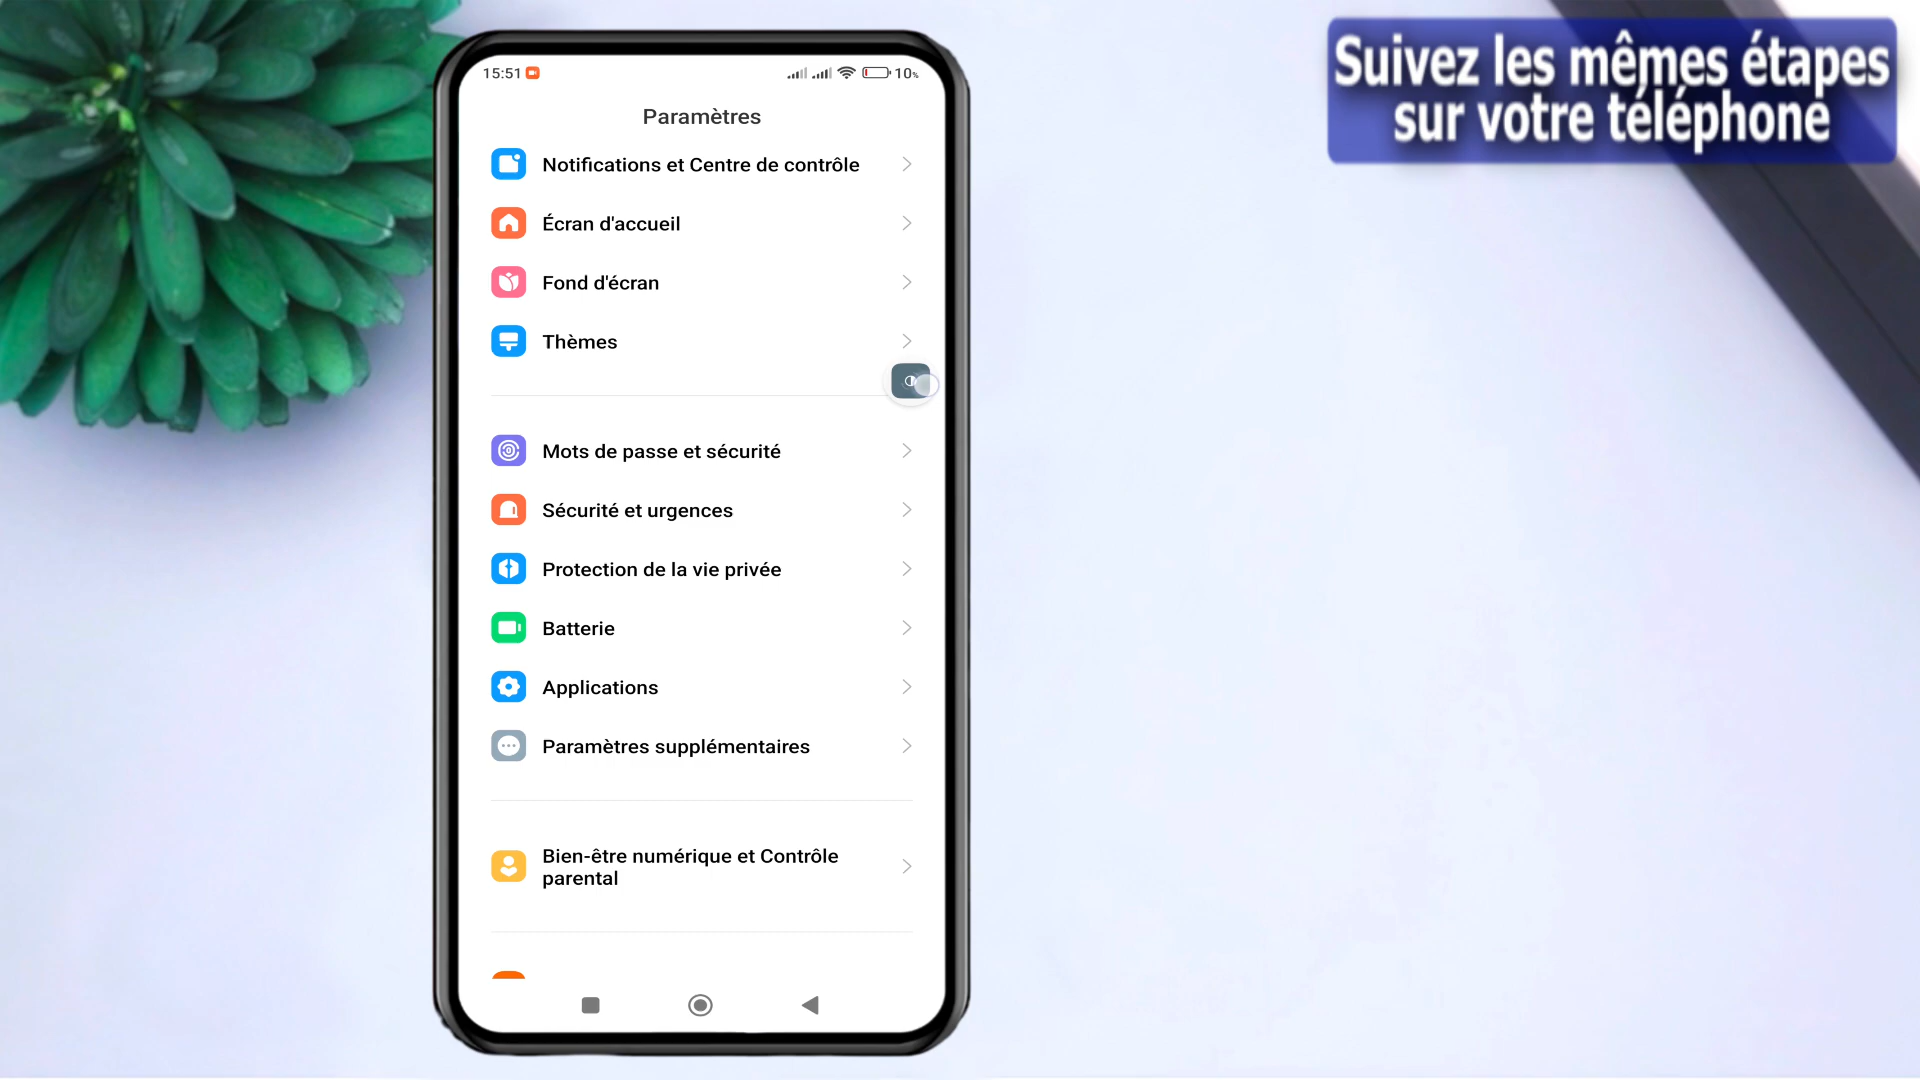 Suivez les mêmes étapes
sur votre téléphone
15:51
10%
Paramètres
Notifications et Centre de contrôle
Écran d'accueil
Fond d'écran
Thèmes
Mots de passe et sécurité
Sécurité et urgences
Protection de la vie privée
Batterie
Applications
Paramètres supplémentaires
Bien-être numérique et Contrôle
parental